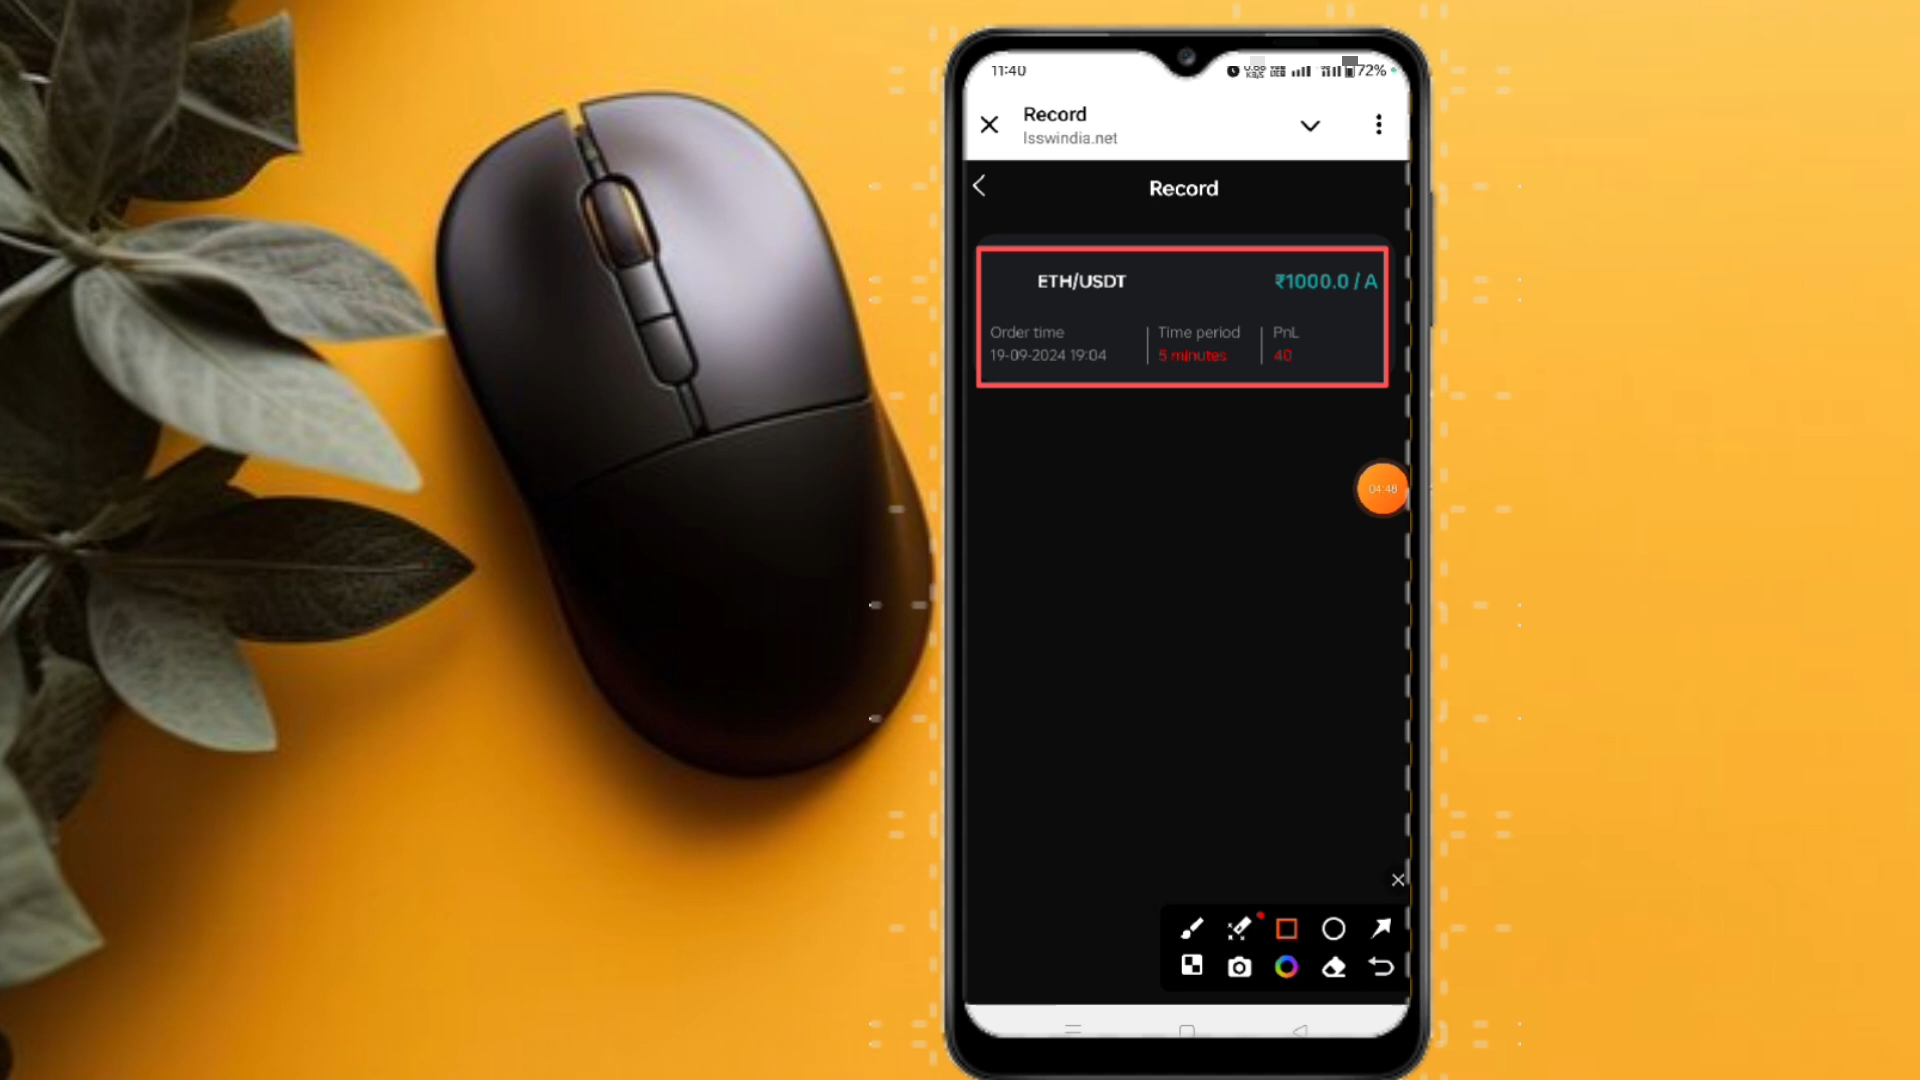 11:40
72%
Record
lsswindia.net
Record
ETH/USDT
₹1000.0 / A
Order time
Time period
PnL
19-09-2024 19:04
5 minutes
40
04:48